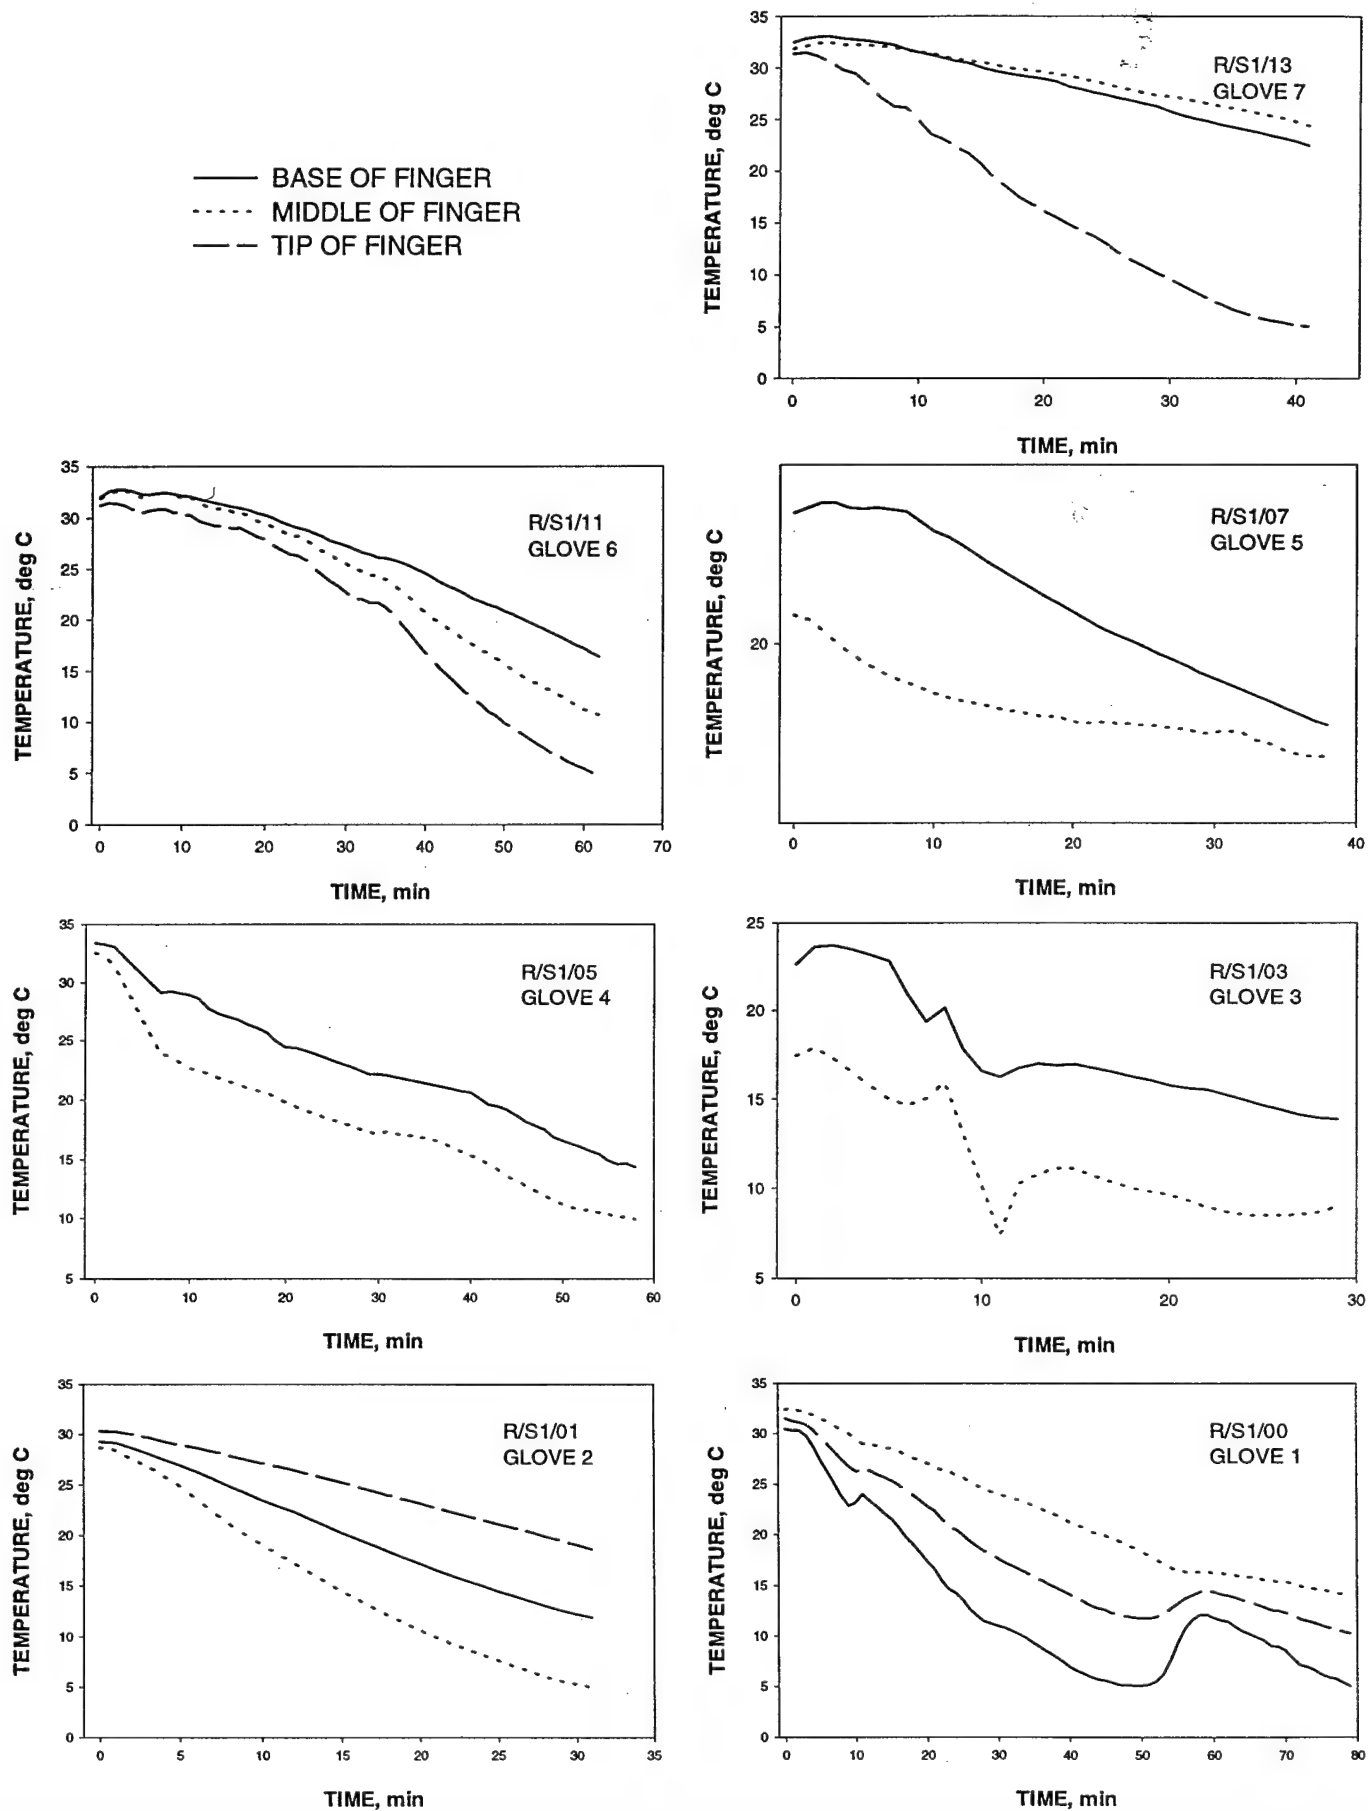 BASE OF FINGER
MIDDLE OF FINGER
TIP OF FINGER
35
30
25
20
15
10
5
0
TEMPERATURE, deg C
R/S1/13
GLOVE 7
0 10 20 30 40
TIME, min
35
30
25
20
15
10
5
0
TEMPERATURE, deg C
R/S1/11
GLOVE 6
0 10 20 30 40 50 60 70
TIME, min
20
TEMPERATURE, deg C
R/S1/07
GLOVE 5
0 10 20 30 40
TIME, min
35
30
25
20
15
10
5
TEMPERATURE, deg C
R/S1/05
GLOVE 4
0 10 20 30 40 50 60
TIME, min
25
20
15
10
5
TEMPERATURE, deg C
R/S1/03
GLOVE 3
0 10 20 30
TIME, min
35
30
25
20
15
10
5
0
TEMPERATURE, deg C
R/S1/01
GLOVE 2
0 5 10 15 20 25 30 35
TIME, min
35
30
25
20
15
10
5
0
TEMPERATURE, deg C
R/S1/00
GLOVE 1
0 10 20 30 40 50 60 70 80
TIME, min